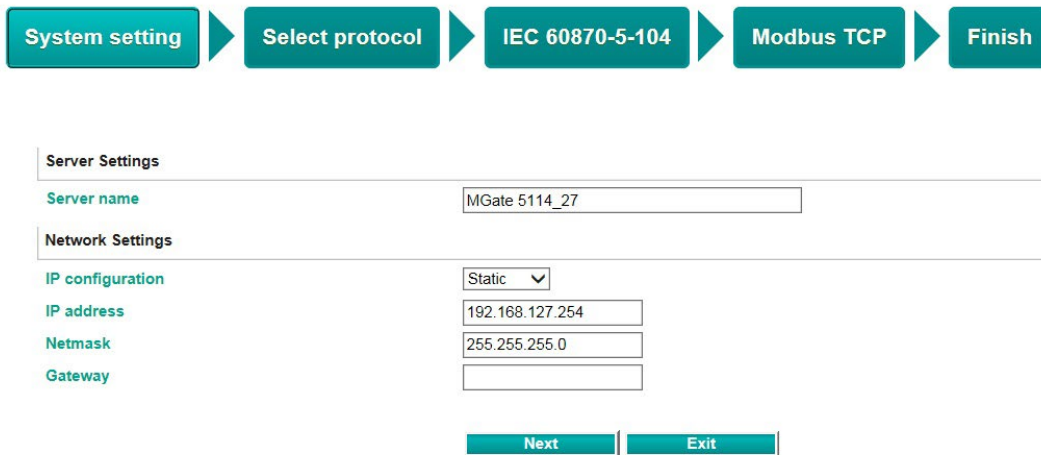 System setting Select protocol IEC 60870-5-104 Modbus TCP Finish
Server Settings
Server name MGate 5114_27
Network Settings
IP configuration Static
IP address 192.168.127.254
Netmask 255.255.255.0
Gateway
Next Exit